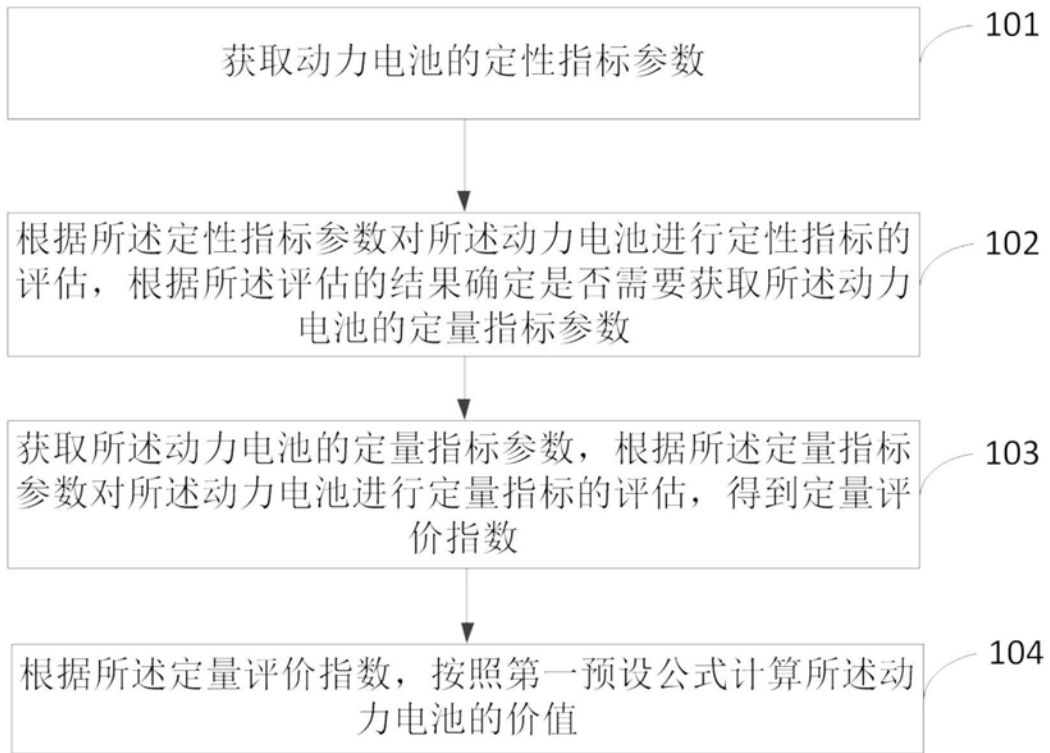 获取动力电池的定性指标参数
101
根据所述定性指标参数对所述动力电池进行定性指标的
评估，根据所述评估的结果确定是否需要获取所述动力
电池的定量指标参数
102
获取所述动力电池的定量指标参数，根据所述定量指标
参数对所述动力电池进行定量指标的评估，得到定量评
价指数
103
根据所述定量评价指数，按照第一预设公式计算所述动
力电池的价值
104